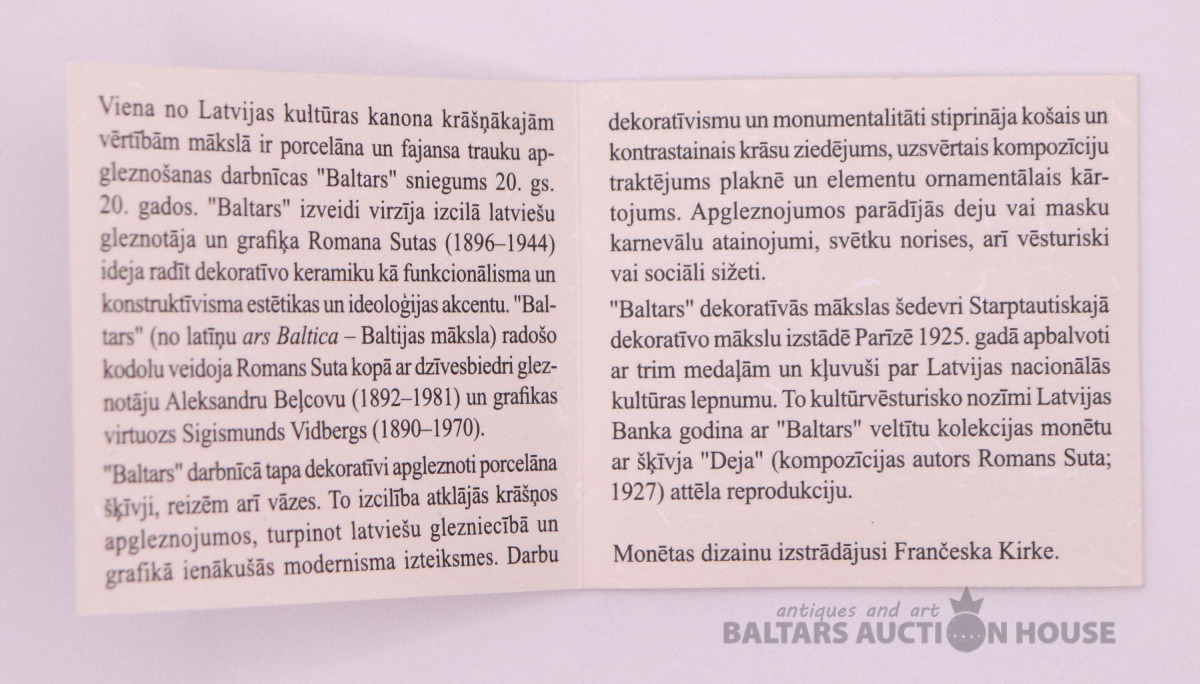 Viena no Latvijas kultūras kanona krāšņākajām
vērtībām mākslā ir porcelāna un fajansa trauku ap-
gleznošanas darbnīcas "Baltars" sniegums 20. gs.
20. gados. "Baltars" izveidi virzīja izcilā latviešu
gleznotāja un grafiķa Romana Sutas (1896–1944)
ideja radīt dekoratīvo keramiku kā funkcionālisma un
konstruktīvisma estētikas un ideoloģijas akcentu. "Bal-
tars" (no latīņu ars Baltica – Baltijas māksla) radošo
kodolu veidoja Romans Suta kopā ar dzīvesbiedri glez-
notāju Aleksandru Beļcovu (1892–1981) un grafikas
virtuozs Sigismunds Vidbergs (1890–1970).
"Baltars" darbnīcā tapa dekoratīvi apgleznoti porcelāna
šķīvji, reizēm arī vāzes. To izcilība atklājās krāšņos
apgleznojumos, turpinot latviešu glezniecībā un
grafikā ienākušās modernisma izteiksmes. Darbu
dekoratīvismu un monumentalitāti stiprināja košais un
kontrastainais krāsu ziedējums, uzsvērtais kompozīciju
traktējums plaknē un elementu ornamentālais kār-
tojums. Apgleznojumos parādījās deju vai masku
karnevālu atainojumi, svētku norises, arī vēsturiski
vai sociāli sižeti.
"Baltars" dekoratīvās mākslas šedevri Starptautiskajā
dekoratīvo mākslu izstādē Parīzē 1925. gadā apbalvoti
ar trim medaļām un kļuvuši par Latvijas nacionālās
kultūras lepnumu. To kultūrvēsturisko nozīmi Latvijas
Banka godina ar "Baltars" veltītu kolekcijas monētu
ar šķīvja "Deja" (kompozīcijas autors Romans Suta;
1927) attēla reprodukciju.
Monētas dizainu izstrādājusi Frančeska Kirke.
antiques and art
BALTARS AUCTION HOUSE